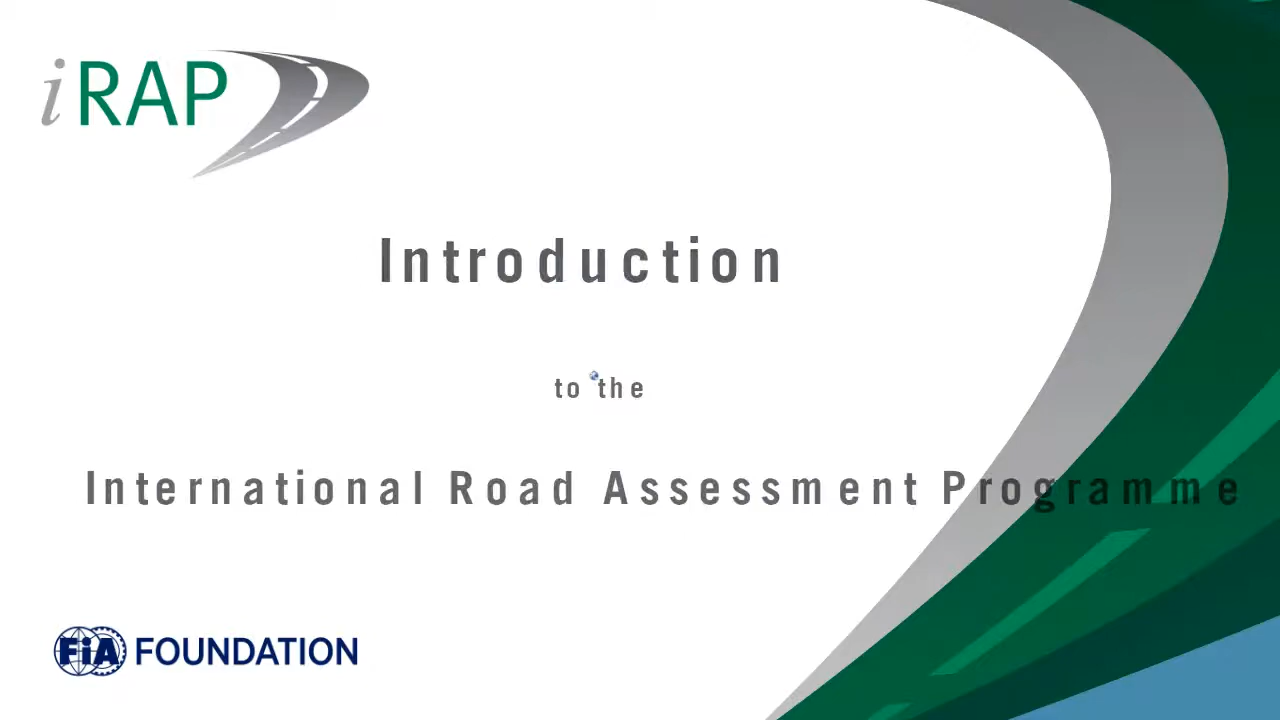 iRAP
Introduction
to the
International Road Assessment Programme
FiA FOUNDATION